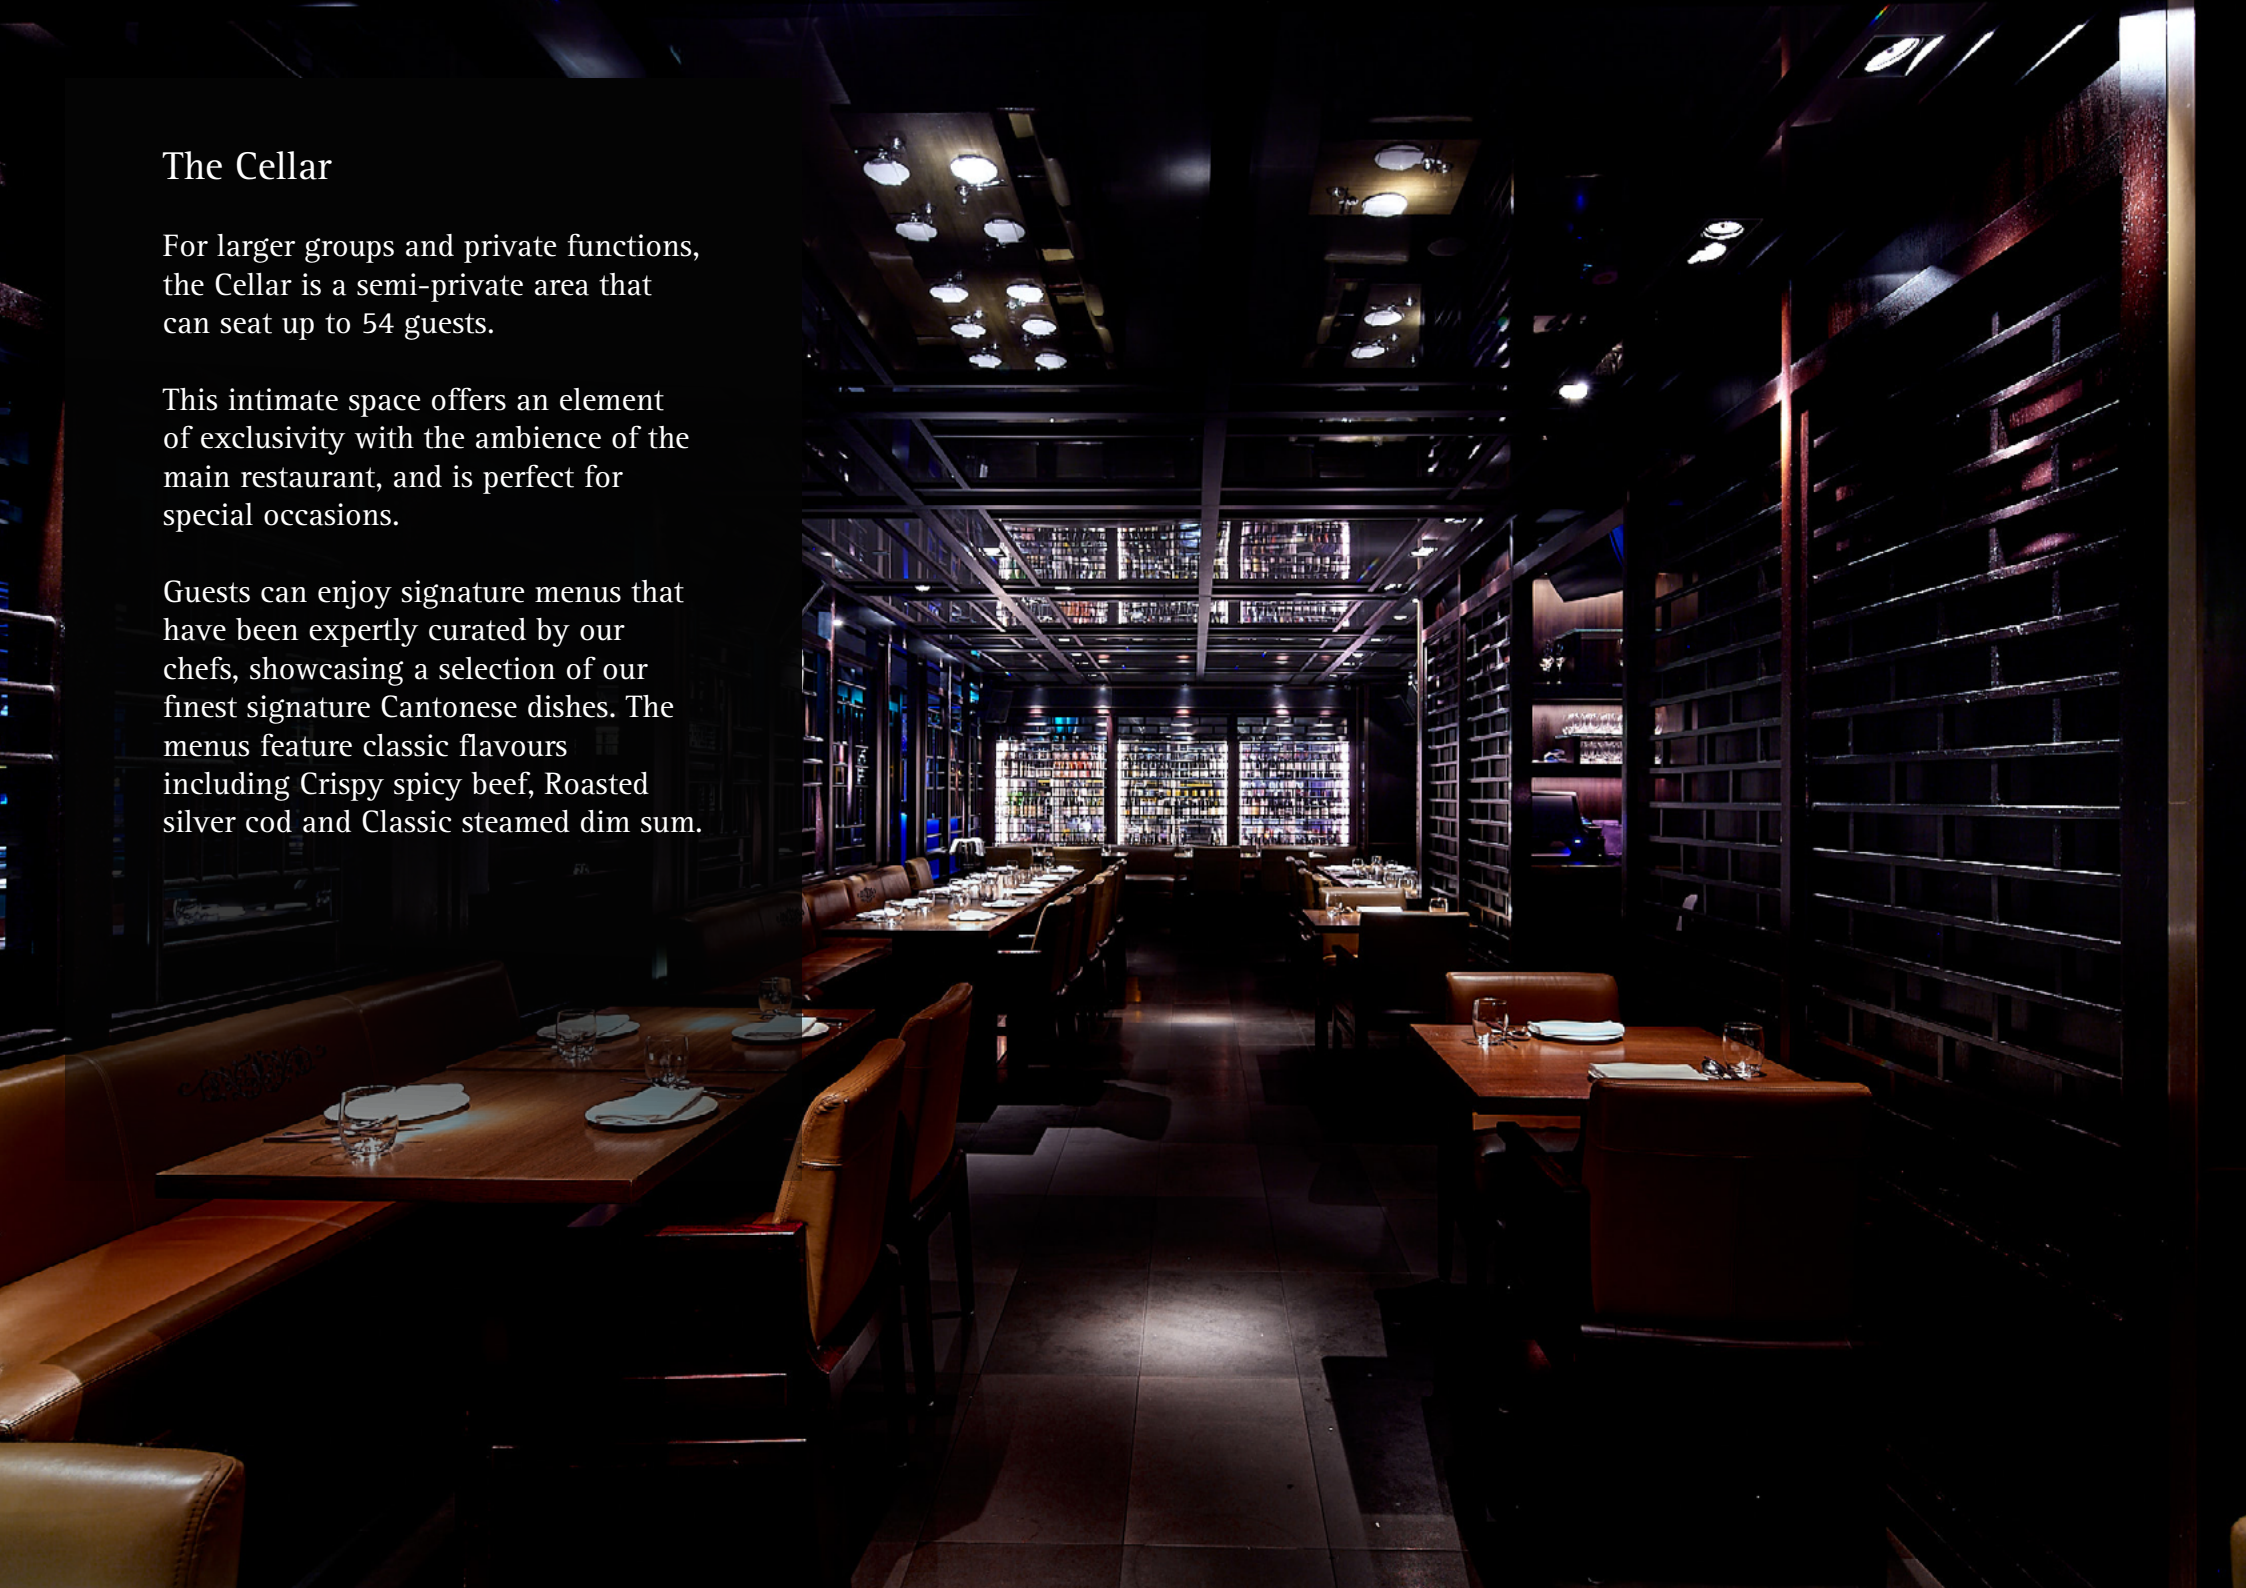 The Cellar
For larger groups and private functions,
the Cellar is a semi-private area that
can seat up to 54 guests.
This intimate space offers an element
of exclusivity with the ambience of the
main restaurant, and is perfect for
special occasions.
Guests can enjoy signature menus that
have been expertly curated by our
chefs, showcasing a selection of our
finest signature Cantonese dishes. The
menus feature classic flavours
including Crispy spicy beef, Roasted
silver cod and Classic steamed dim sum.